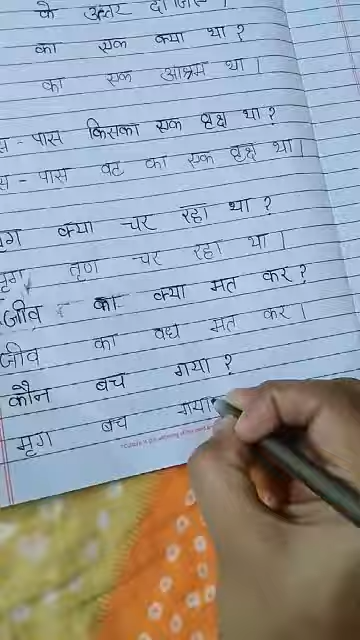 के उत्तर दीजिए।
का एक क्या था?
का एक आश्रम था।
स - पास किसका एक वृक्ष था?
स - पास वट का एक वृक्ष था।
मृग क्या चर रहा था?
मृग तृण चर रहा था।
जीव का क्या मत कर?
जीव का वध मत कर।
कौन बच गया?
मृग बच गया